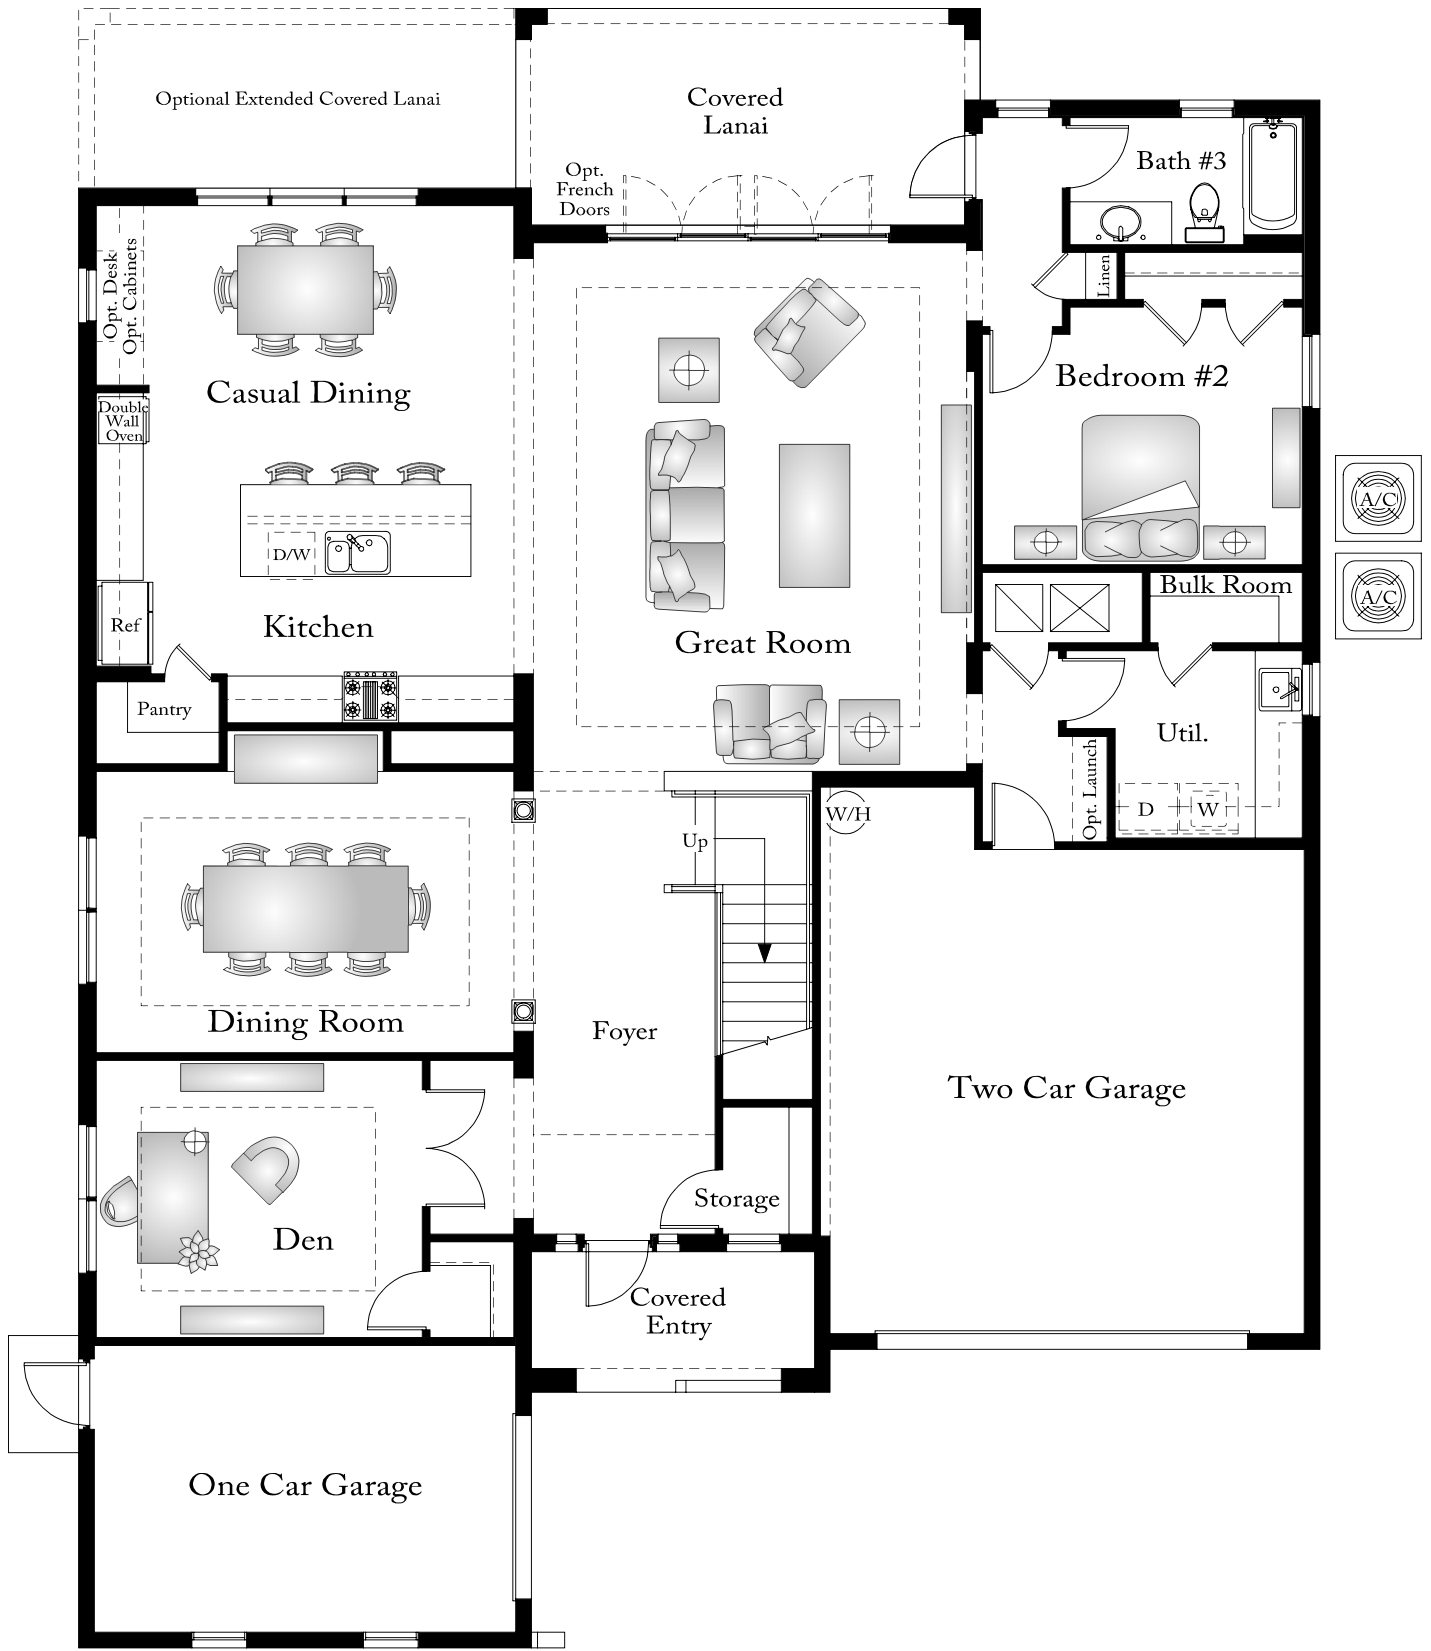 Optional Extended Covered Lanai
Covered
Lanai
Opt.
French
Doors
Bath #3
Linen
Opt. Desk
Opt. Cabinets
Casual Dining
Double
Wall
Oven
Bedroom #2
A/C
A/C
D/W
Ref
Kitchen
Great Room
Bulk Room
Pantry
Util.
Opt. Launch
D
W
W/H
Up
Dining Room
Foyer
Two Car Garage
Storage
Den
Covered
Entry
One Car Garage